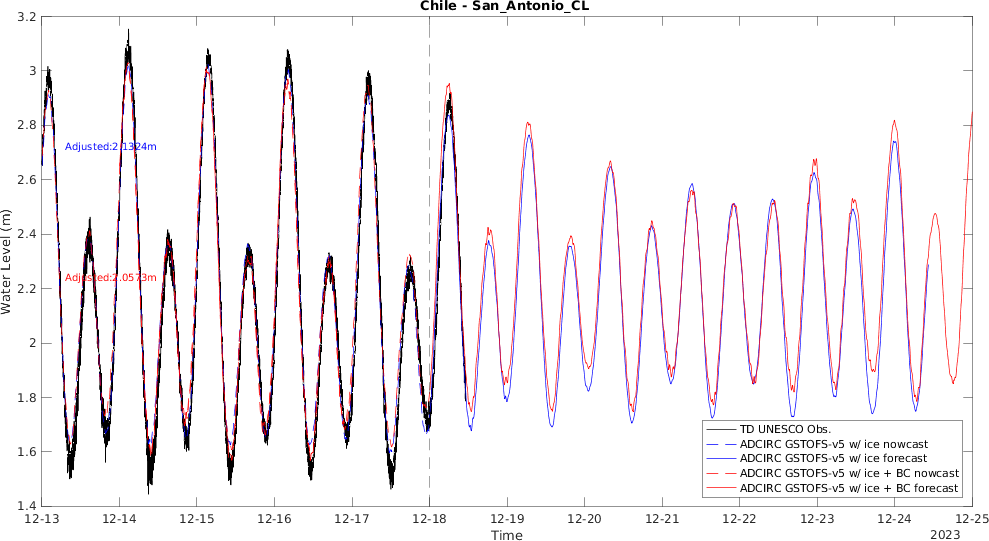 Chile - San_Antonio_CL
Water Level (m)
3.2
3
2.8
2.6
2.4
2.2
2
1.8
1.6
1.4
Adjusted:2.1324m
Adjusted:2.0573m
TD UNESCO Obs.
ADCIRC GSTOFS-v5 w/ ice nowcast
ADCIRC GSTOFS-v5 w/ ice forecast
ADCIRC GSTOFS-v5 w/ ice + BC nowcast
ADCIRC GSTOFS-v5 w/ ice + BC forecast
12-13 12-14 12-15 12-16 12-17 12-18 12-19 12-20 12-21 12-22 12-23 12-24 12-25
Time
2023